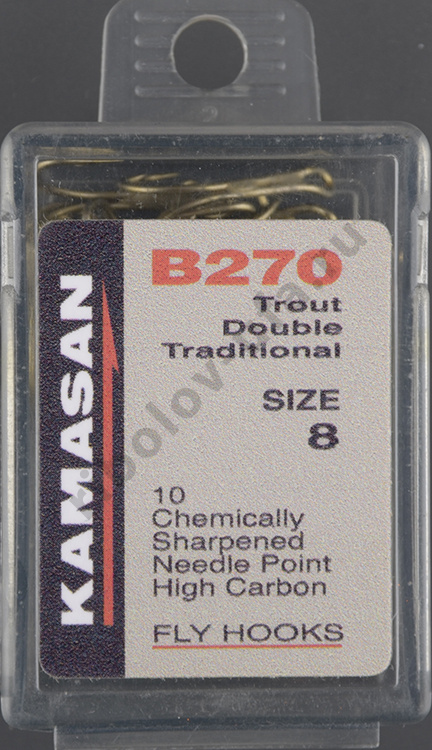 KAMASAN
B270
Trout
Double
Traditional
SIZE
8
10
Chemically
Sharpened
Needle Point
High Carbon
FLY HOOKS